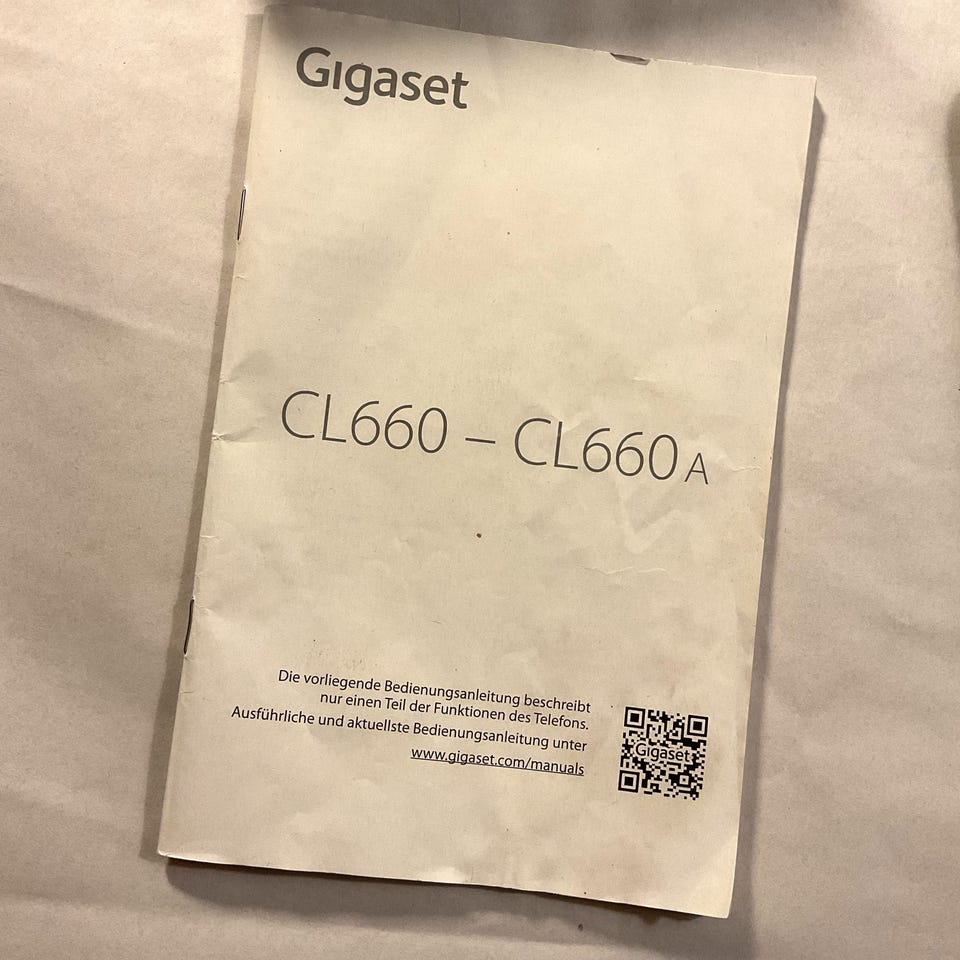 Gigaset
CL660 – CL660A
Die vorliegende Bedienungsanleitung beschreibt
nur einen Teil der Funktionen des Telefons.
Ausführliche und aktuellste Bedienungsanleitung unter
www.gigaset.com/manuals
Gigaset